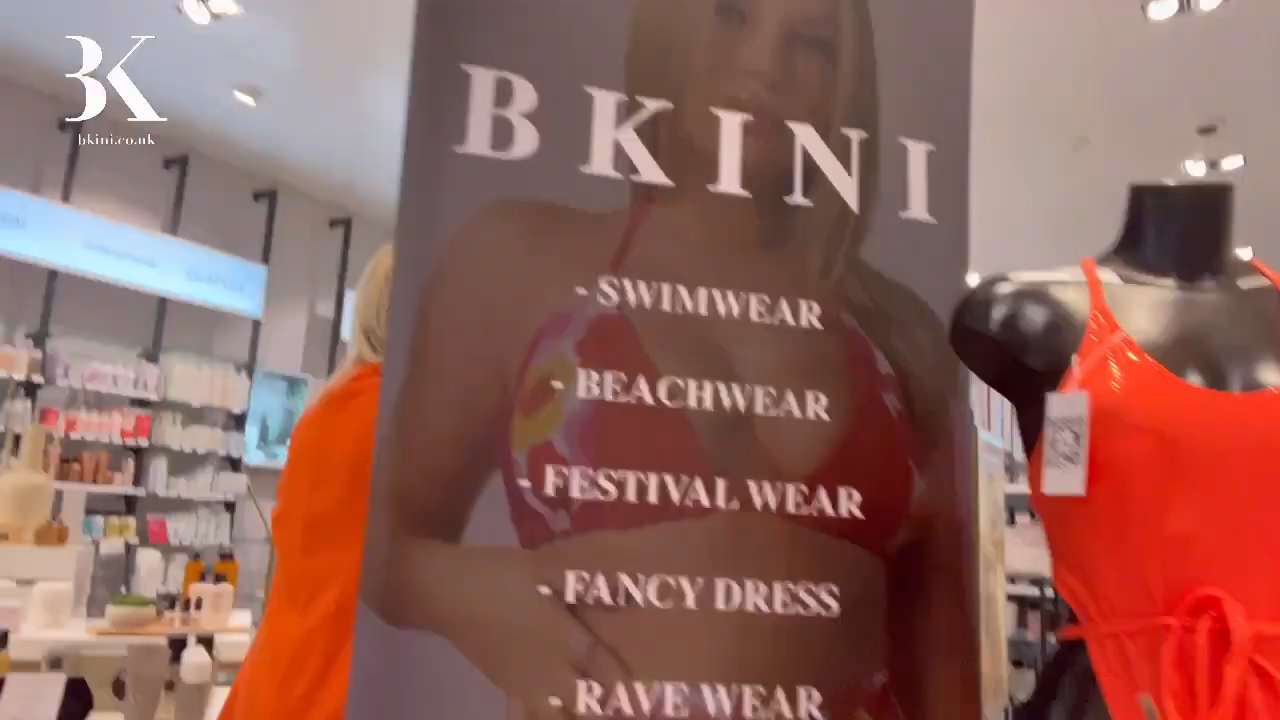 BK
bkini.co.uk
BKINI
- SWIMWEAR
- BEACHWEAR
- FESTIVAL WEAR
- FANCY DRESS
- RAVE WEAR